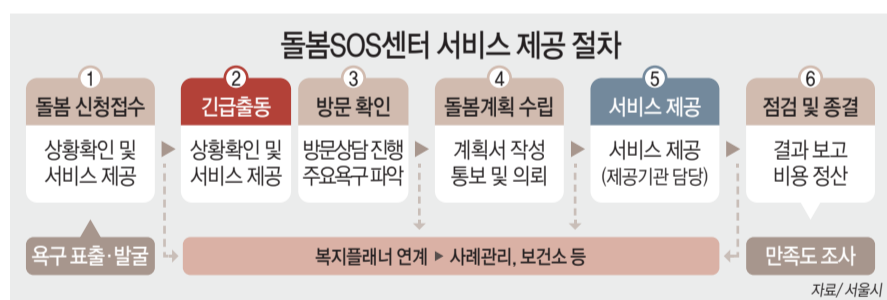 돌봄SOS센터 서비스 제공 절차
1
돌봄 신청접수
상황확인 및
서비스 제공
2
긴급출동
상황확인 및
서비스 제공
3
방문 확인
방문상담 진행
주요욕구 파악
4
돌봄계획 수립
계획서 작성
통보 및 의뢰
5
서비스 제공
서비스 제공
(제공기관 담당)
6
점검 및 종결
결과 보고
비용 정산
욕구 표출·발굴
복지플래너 연계 ▶ 사례관리, 보건소 등
만족도 조사
자료/ 서울시